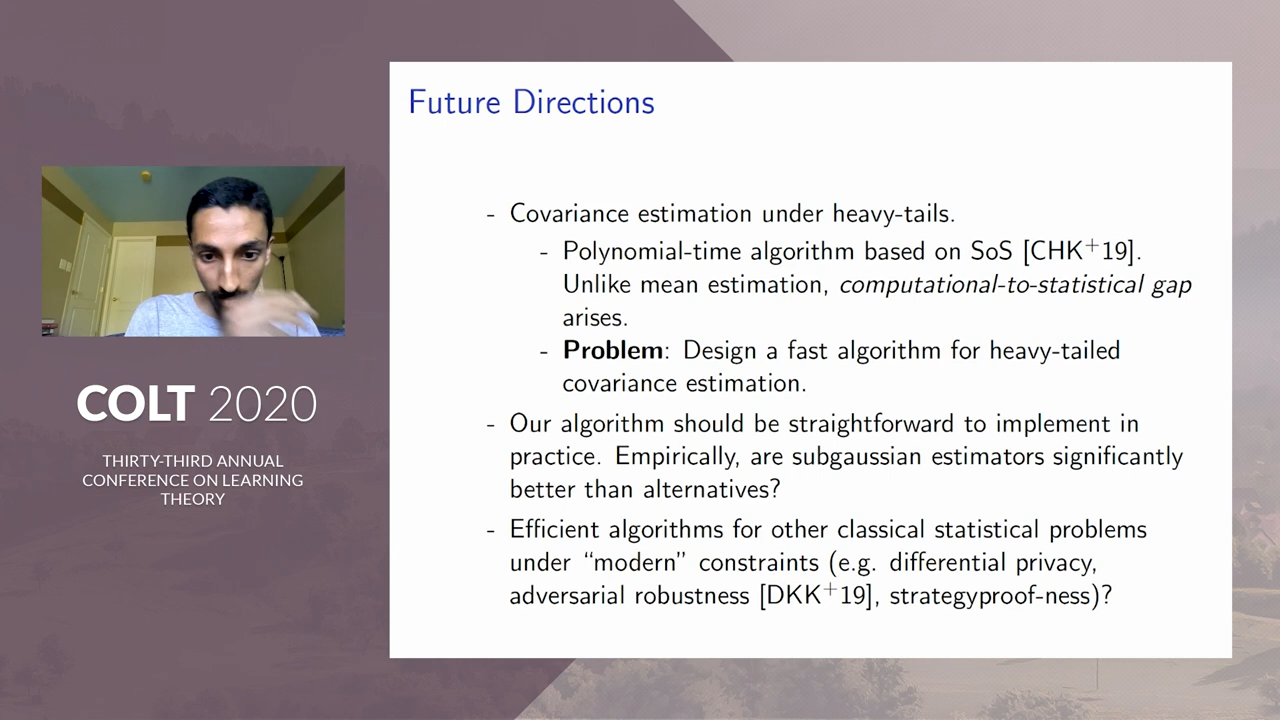 Future Directions
- Covariance estimation under heavy-tails.
- Polynomial-time algorithm based on SoS [CHK+19].
Unlike mean estimation, computational-to-statistical gap
arises.
- Problem: Design a fast algorithm for heavy-tailed
covariance estimation.
- Our algorithm should be straightforward to implement in
practice. Empirically, are subgaussian estimators significantly
better than alternatives?
- Efficient algorithms for other classical statistical problems
under “modern” constraints (e.g. differential privacy,
adversarial robustness [DKK+19], strategyproof-ness)?
COLT 2020
THIRTY-THIRD ANNUAL
CONFERENCE ON LEARNING
THEORY